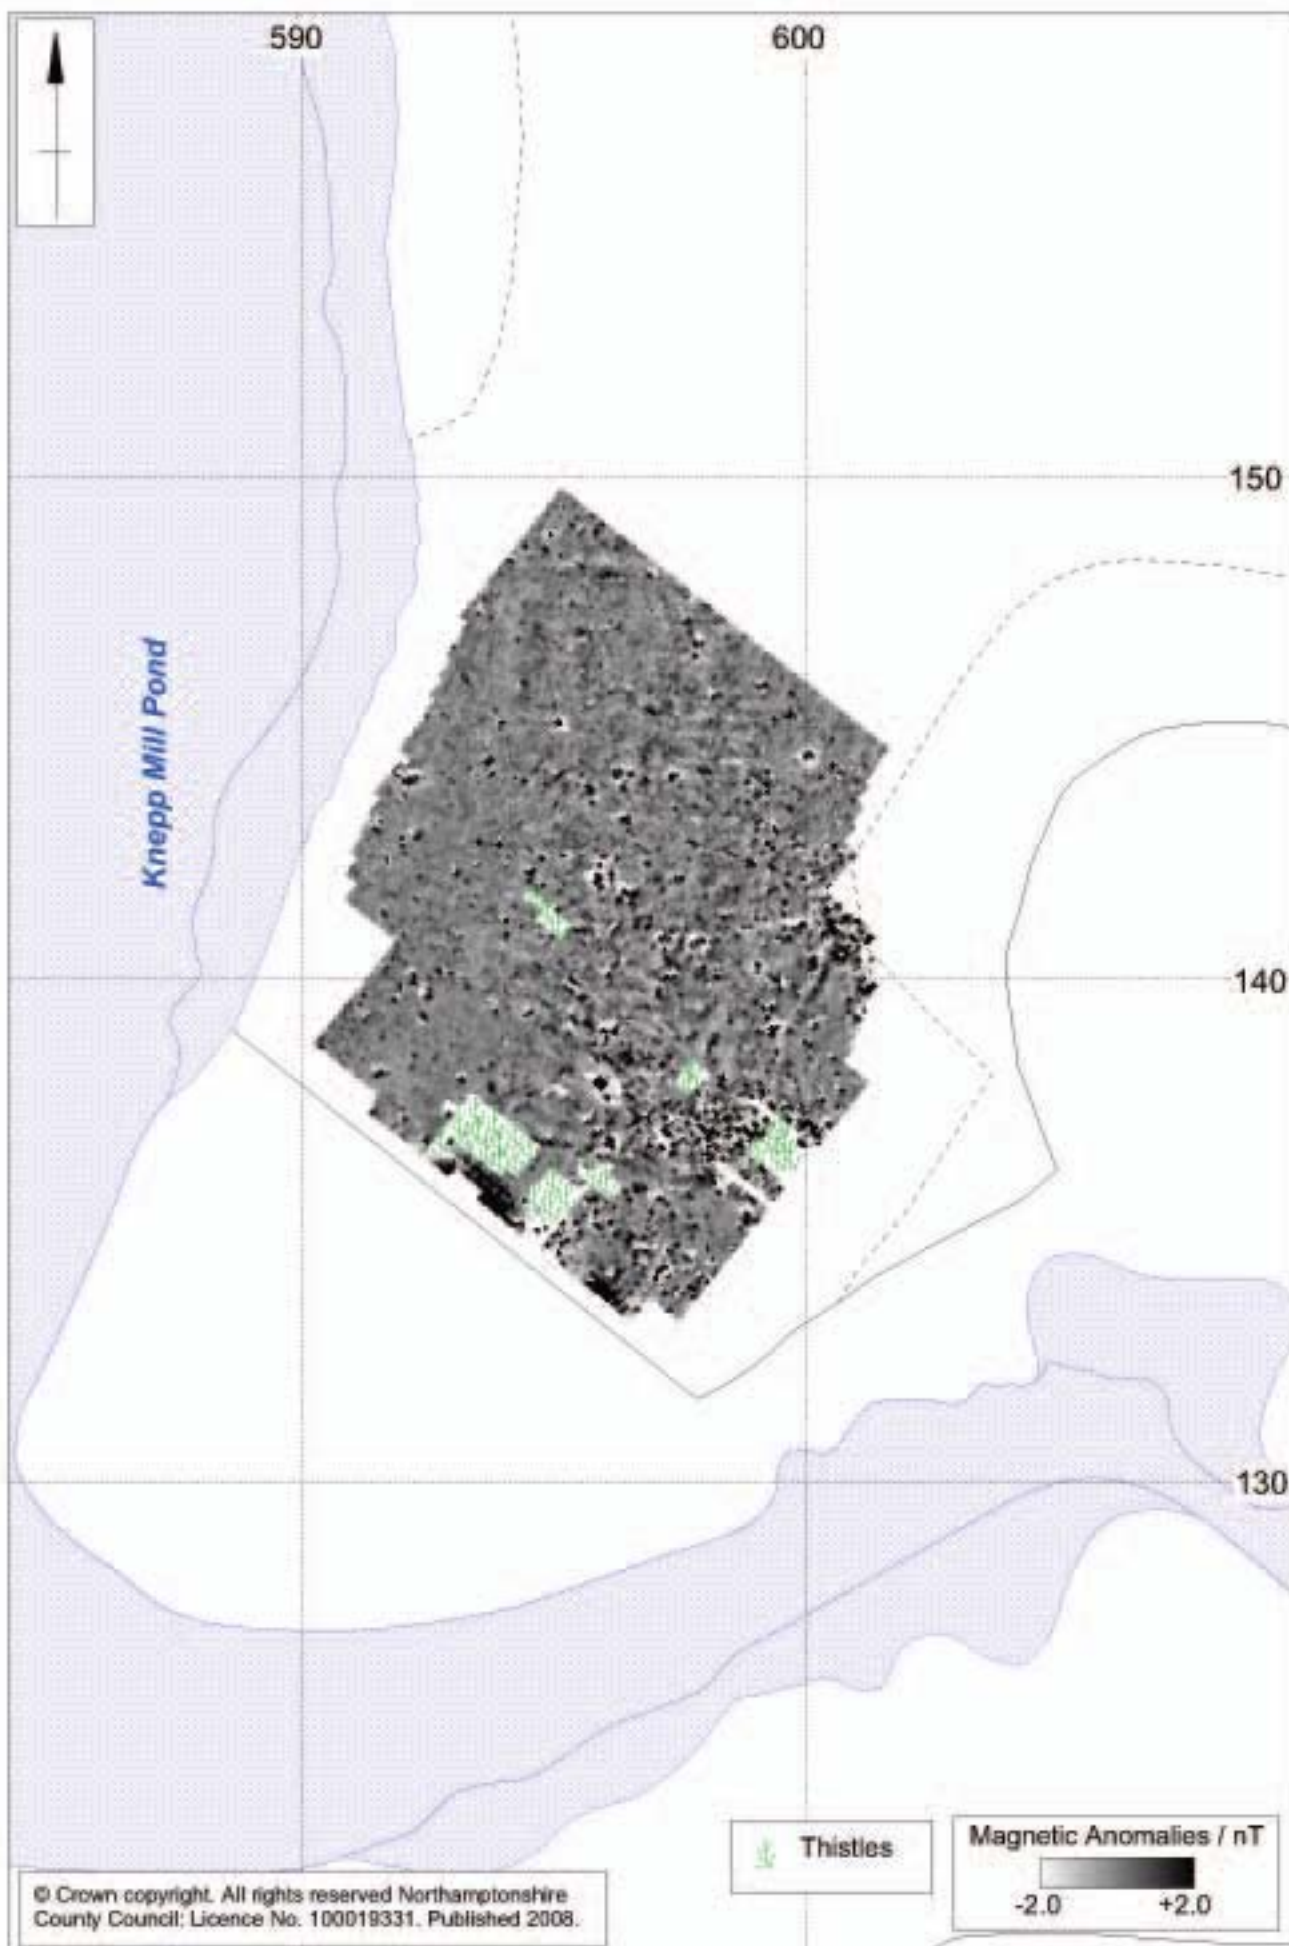 590
600
150
Knepp Mill Pond
140
130
Thistles
Magnetic Anomalies / nT
-2.0
+2.0
© Crown copyright. All rights reserved Northamptonshire
County Council: Licence No. 100019331. Published 2008.